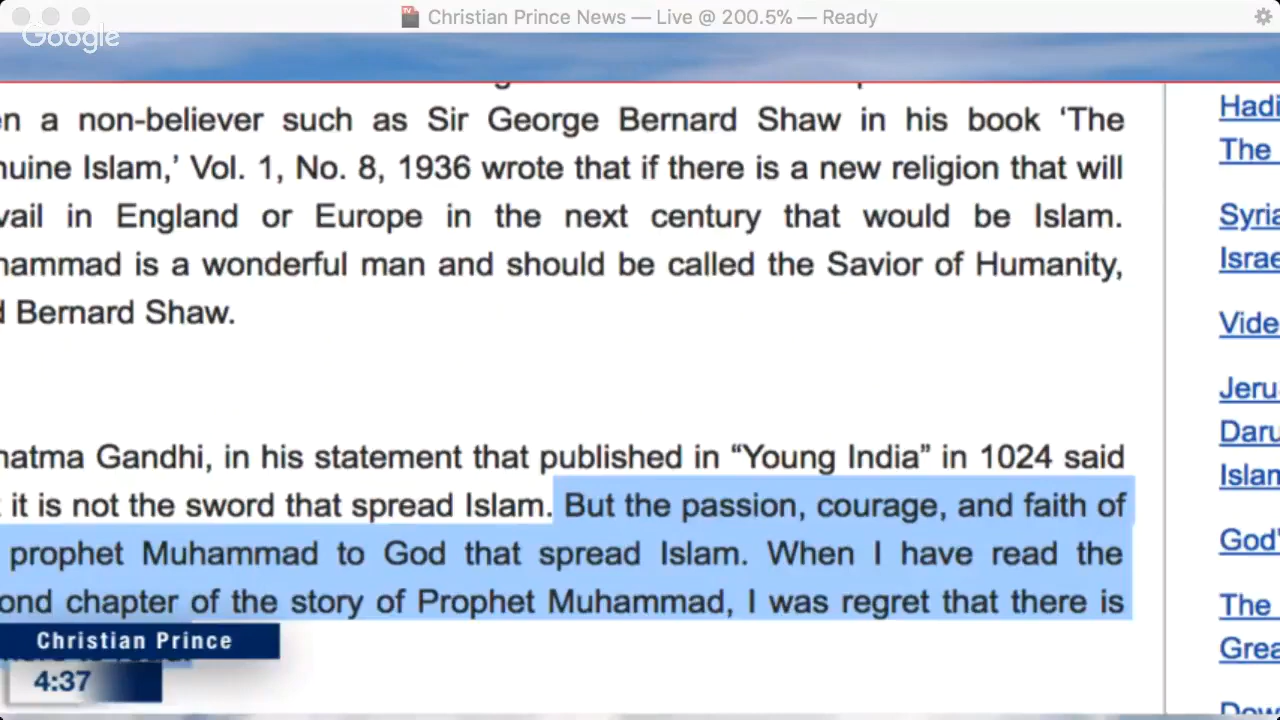 Christian Prince News — Live @ 200.5% — Ready
Google
en a non-believer such as Sir George Bernard Shaw in his book ‘The
nuine Islam,’ Vol. 1, No. 8, 1936 wrote that if there is a new religion that will
vail in England or Europe in the next century that would be Islam.
hammad is a wonderful man and should be called the Savior of Humanity,
d Bernard Shaw.
hatma Gandhi, in his statement that published in “Young India” in 1024 said
t it is not the sword that spread Islam. But the passion, courage, and faith of
prophet Muhammad to God that spread Islam. When I have read the
ond chapter of the story of Prophet Muhammad, I was regret that there is
Christian Prince
4:37
Hadi
The
Syria
Israe
Vide
Jeru
Daru
Islan
God'
The
Grea
Dow